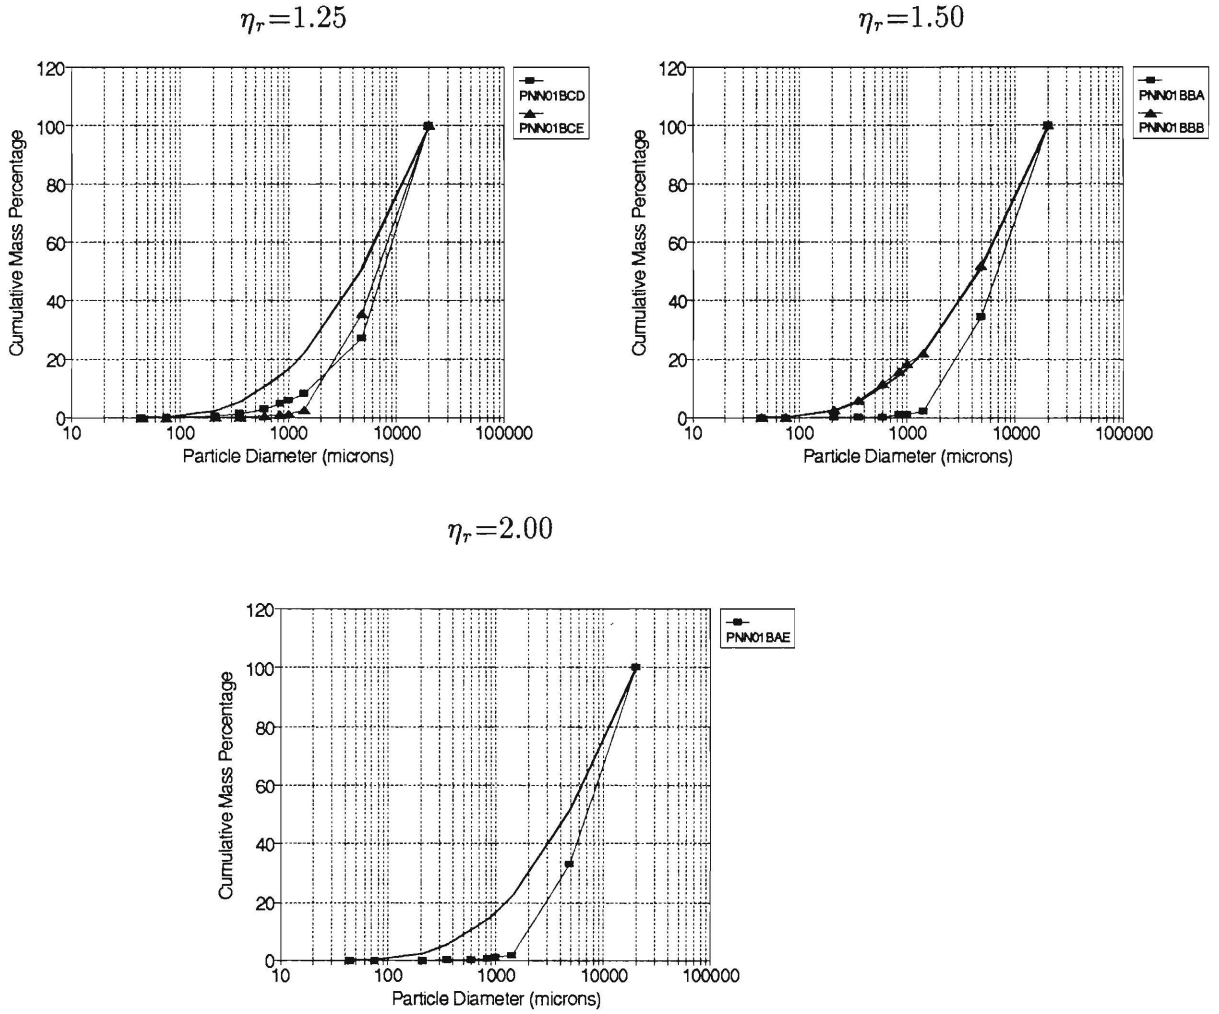 η_r=1.25
120
100
80
60
40
20
0
10 100 1000 10000 100000
Cumulative Mass Percentage
Particle Diameter (microns)
PNN01BCD
PNN01BCE
η_r=1.50
120
100
80
60
40
20
0
10 100 1000 10000 100000
Cumulative Mass Percentage
Particle Diameter (microns)
PNN01BBA
PNN01BBB
η_r=2.00
120
100
80
60
40
20
0
10 100 1000 10000 100000
Cumulative Mass Percentage
Particle Diameter (microns)
PNN01BAE